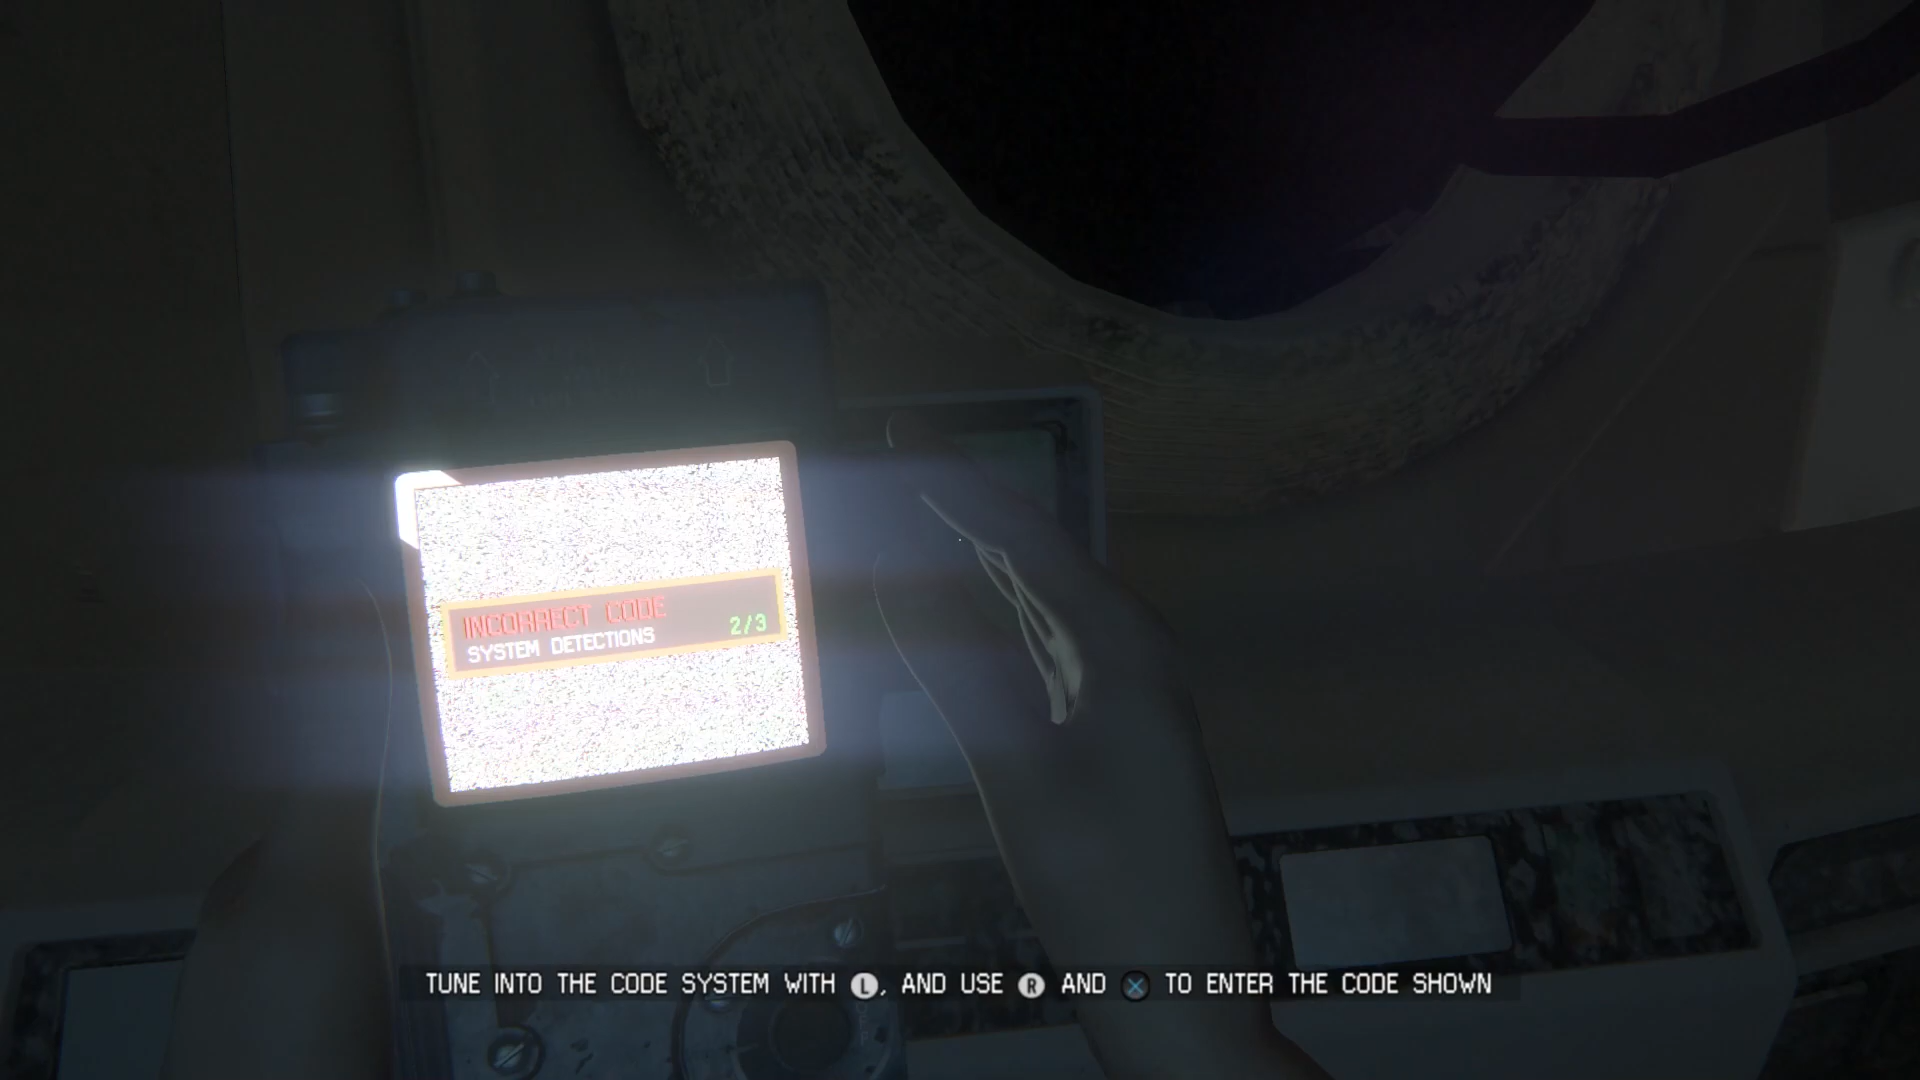 INCORRECT CODE
SYSTEM DETECTIONS 2/3
TUNE INTO THE CODE SYSTEM WITH L, AND USE R AND X TO ENTER THE CODE SHOWN